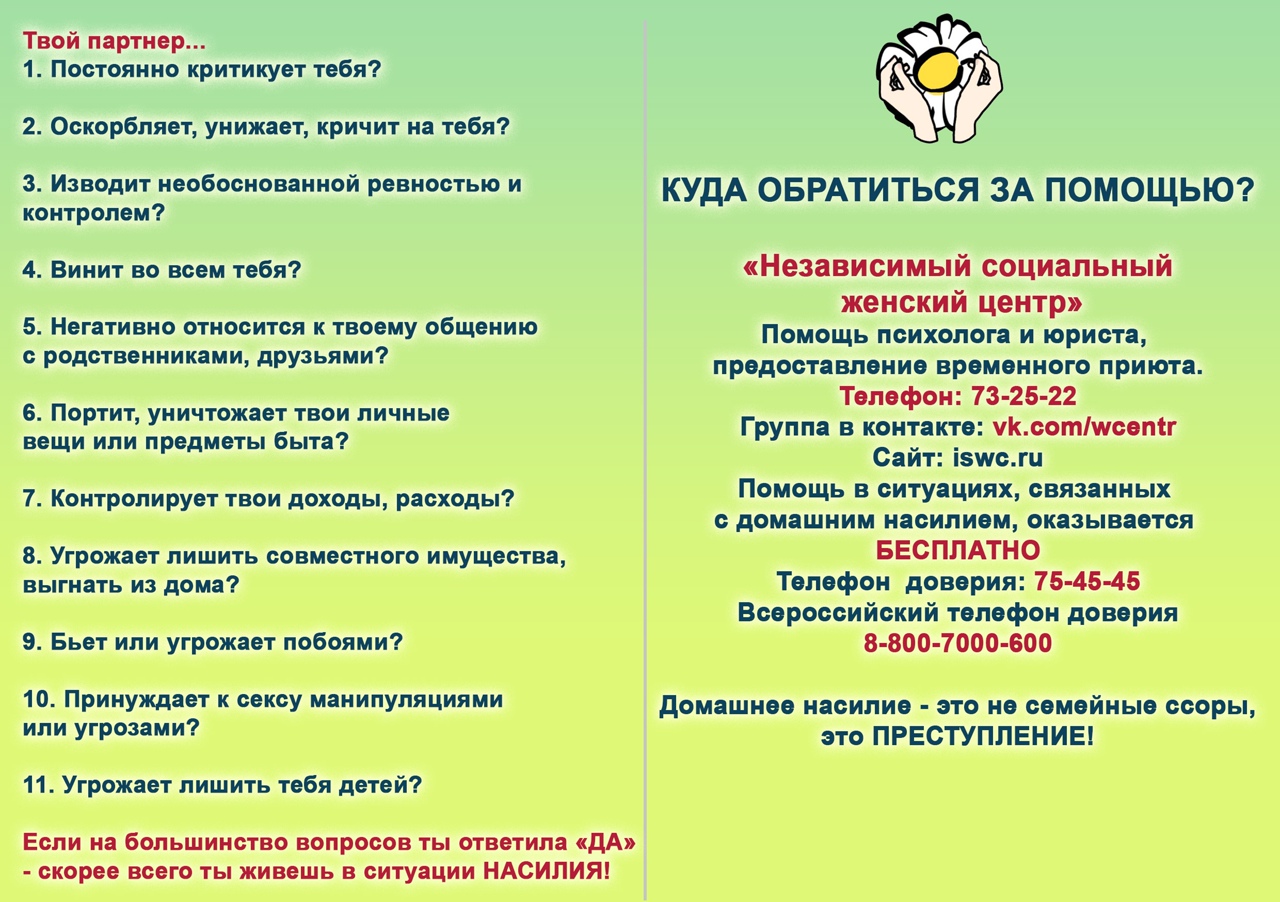 Твой партнер...
1. Постоянно критикует тебя?
2. Оскорбляет, унижает, кричит на тебя?
3. Изводит необоснованной ревностью и
контролем?
4. Винит во всем тебя?
5. Негативно относится к твоему общению
с родственниками, друзьями?
6. Портит, уничтожает твои личные
вещи или предметы быта?
7. Контролирует твои доходы, расходы?
8. Угрожает лишить совместного имущества,
выгнать из дома?
9. Бьет или угрожает побоями?
10. Принуждает к сексу манипуляциями
или угрозами?
11. Угрожает лишить тебя детей?
Если на большинство вопросов ты ответила «ДА»
- скорее всего ты живешь в ситуации НАСИЛИЯ!
КУДА ОБРАТИТЬСЯ ЗА ПОМОЩЬЮ?
«Независимый социальный
женский центр»
Помощь психолога и юриста,
предоставление временного приюта.
Телефон: 73-25-22
Группа в контакте: vk.com/wcentr
Сайт: iswc.ru
Помощь в ситуациях, связанных
с домашним насилием, оказывается
БЕСПЛАТНО
Телефон доверия: 75-45-45
Всероссийский телефон доверия
8-800-7000-600
Домашнее насилие - это не семейные ссоры,
это ПРЕСТУПЛЕНИЕ!